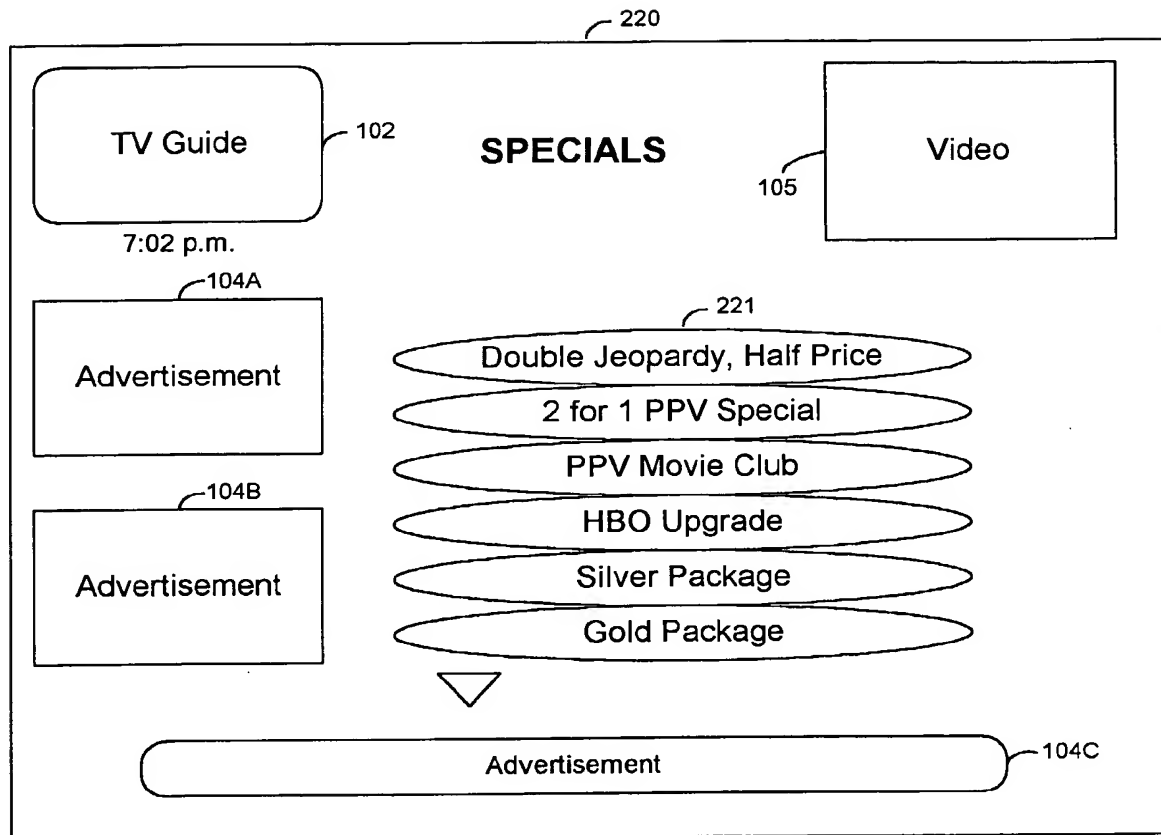 220
TV Guide
102
SPECIALS
Video
105
7:02 p.m.
104A
Advertisement
221
Double Jeopardy, Half Price
2 for 1 PPV Special
PPV Movie Club
104B
HBO Upgrade
Advertisement
Silver Package
Gold Package
Advertisement
104C